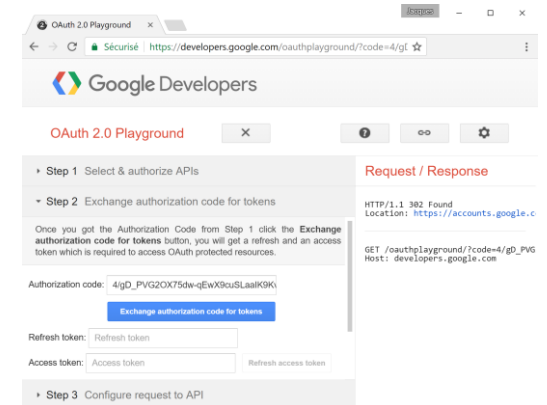 Jacques
OAuth 2.0 Playground
Sécurisé https://developers.google.com/oauthplayground/?code=4/gD
Google Developers
OAuth 2.0 Playground
Step 1 Select & authorize APIs
Step 2 Exchange authorization code for tokens
Once you got the Authorization Code from Step 1 click the Exchange
authorization code for tokens button, you will get a refresh and an access
token which is required to access OAuth protected resources.
Authorization code: 4/gD_PVG2OX75dw-qEwX9cuSLaalK9K
Exchange authorization code for tokens
Refresh token: Refresh token
Access token: Access token Refresh access token
Step 3 Configure request to API
Request / Response
HTTP/1.1 302 Found
Location: https://accounts.google.c
GET /oauthplayground/?code=4/gD_PVG
Host: developers.google.com